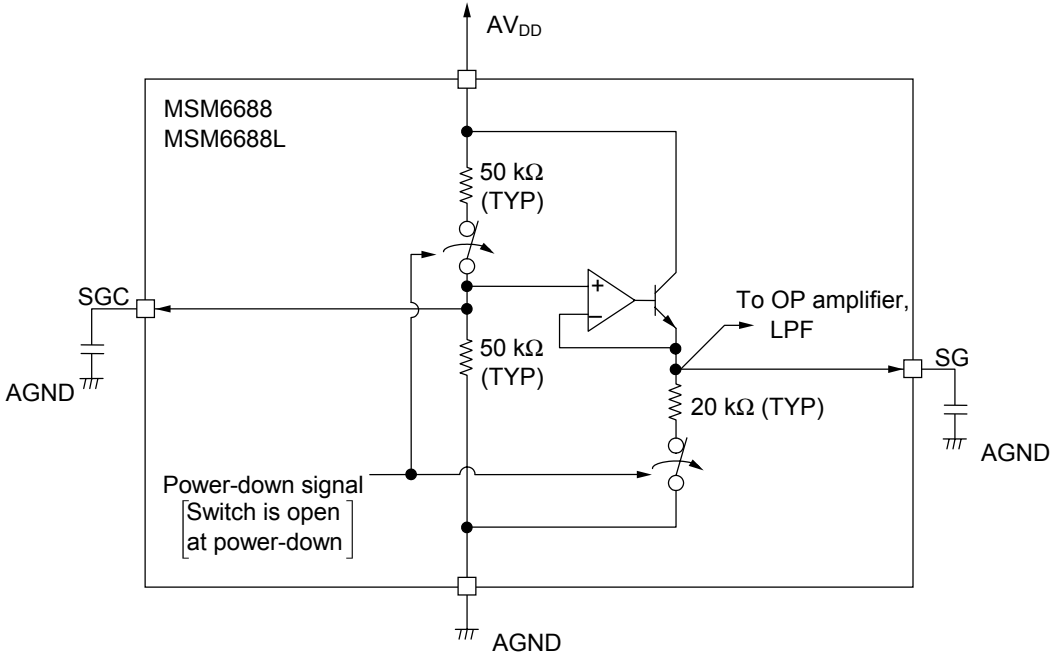 AVDD
MSM6688
MSM6688L
50 kΩ
(TYP)
SGC
+
−
To OP amplifier,
LPF
50 kΩ
(TYP)
SG
AGND
20 kΩ (TYP)
AGND
Power-down signal
[Switch is open
at power-down]
AGND